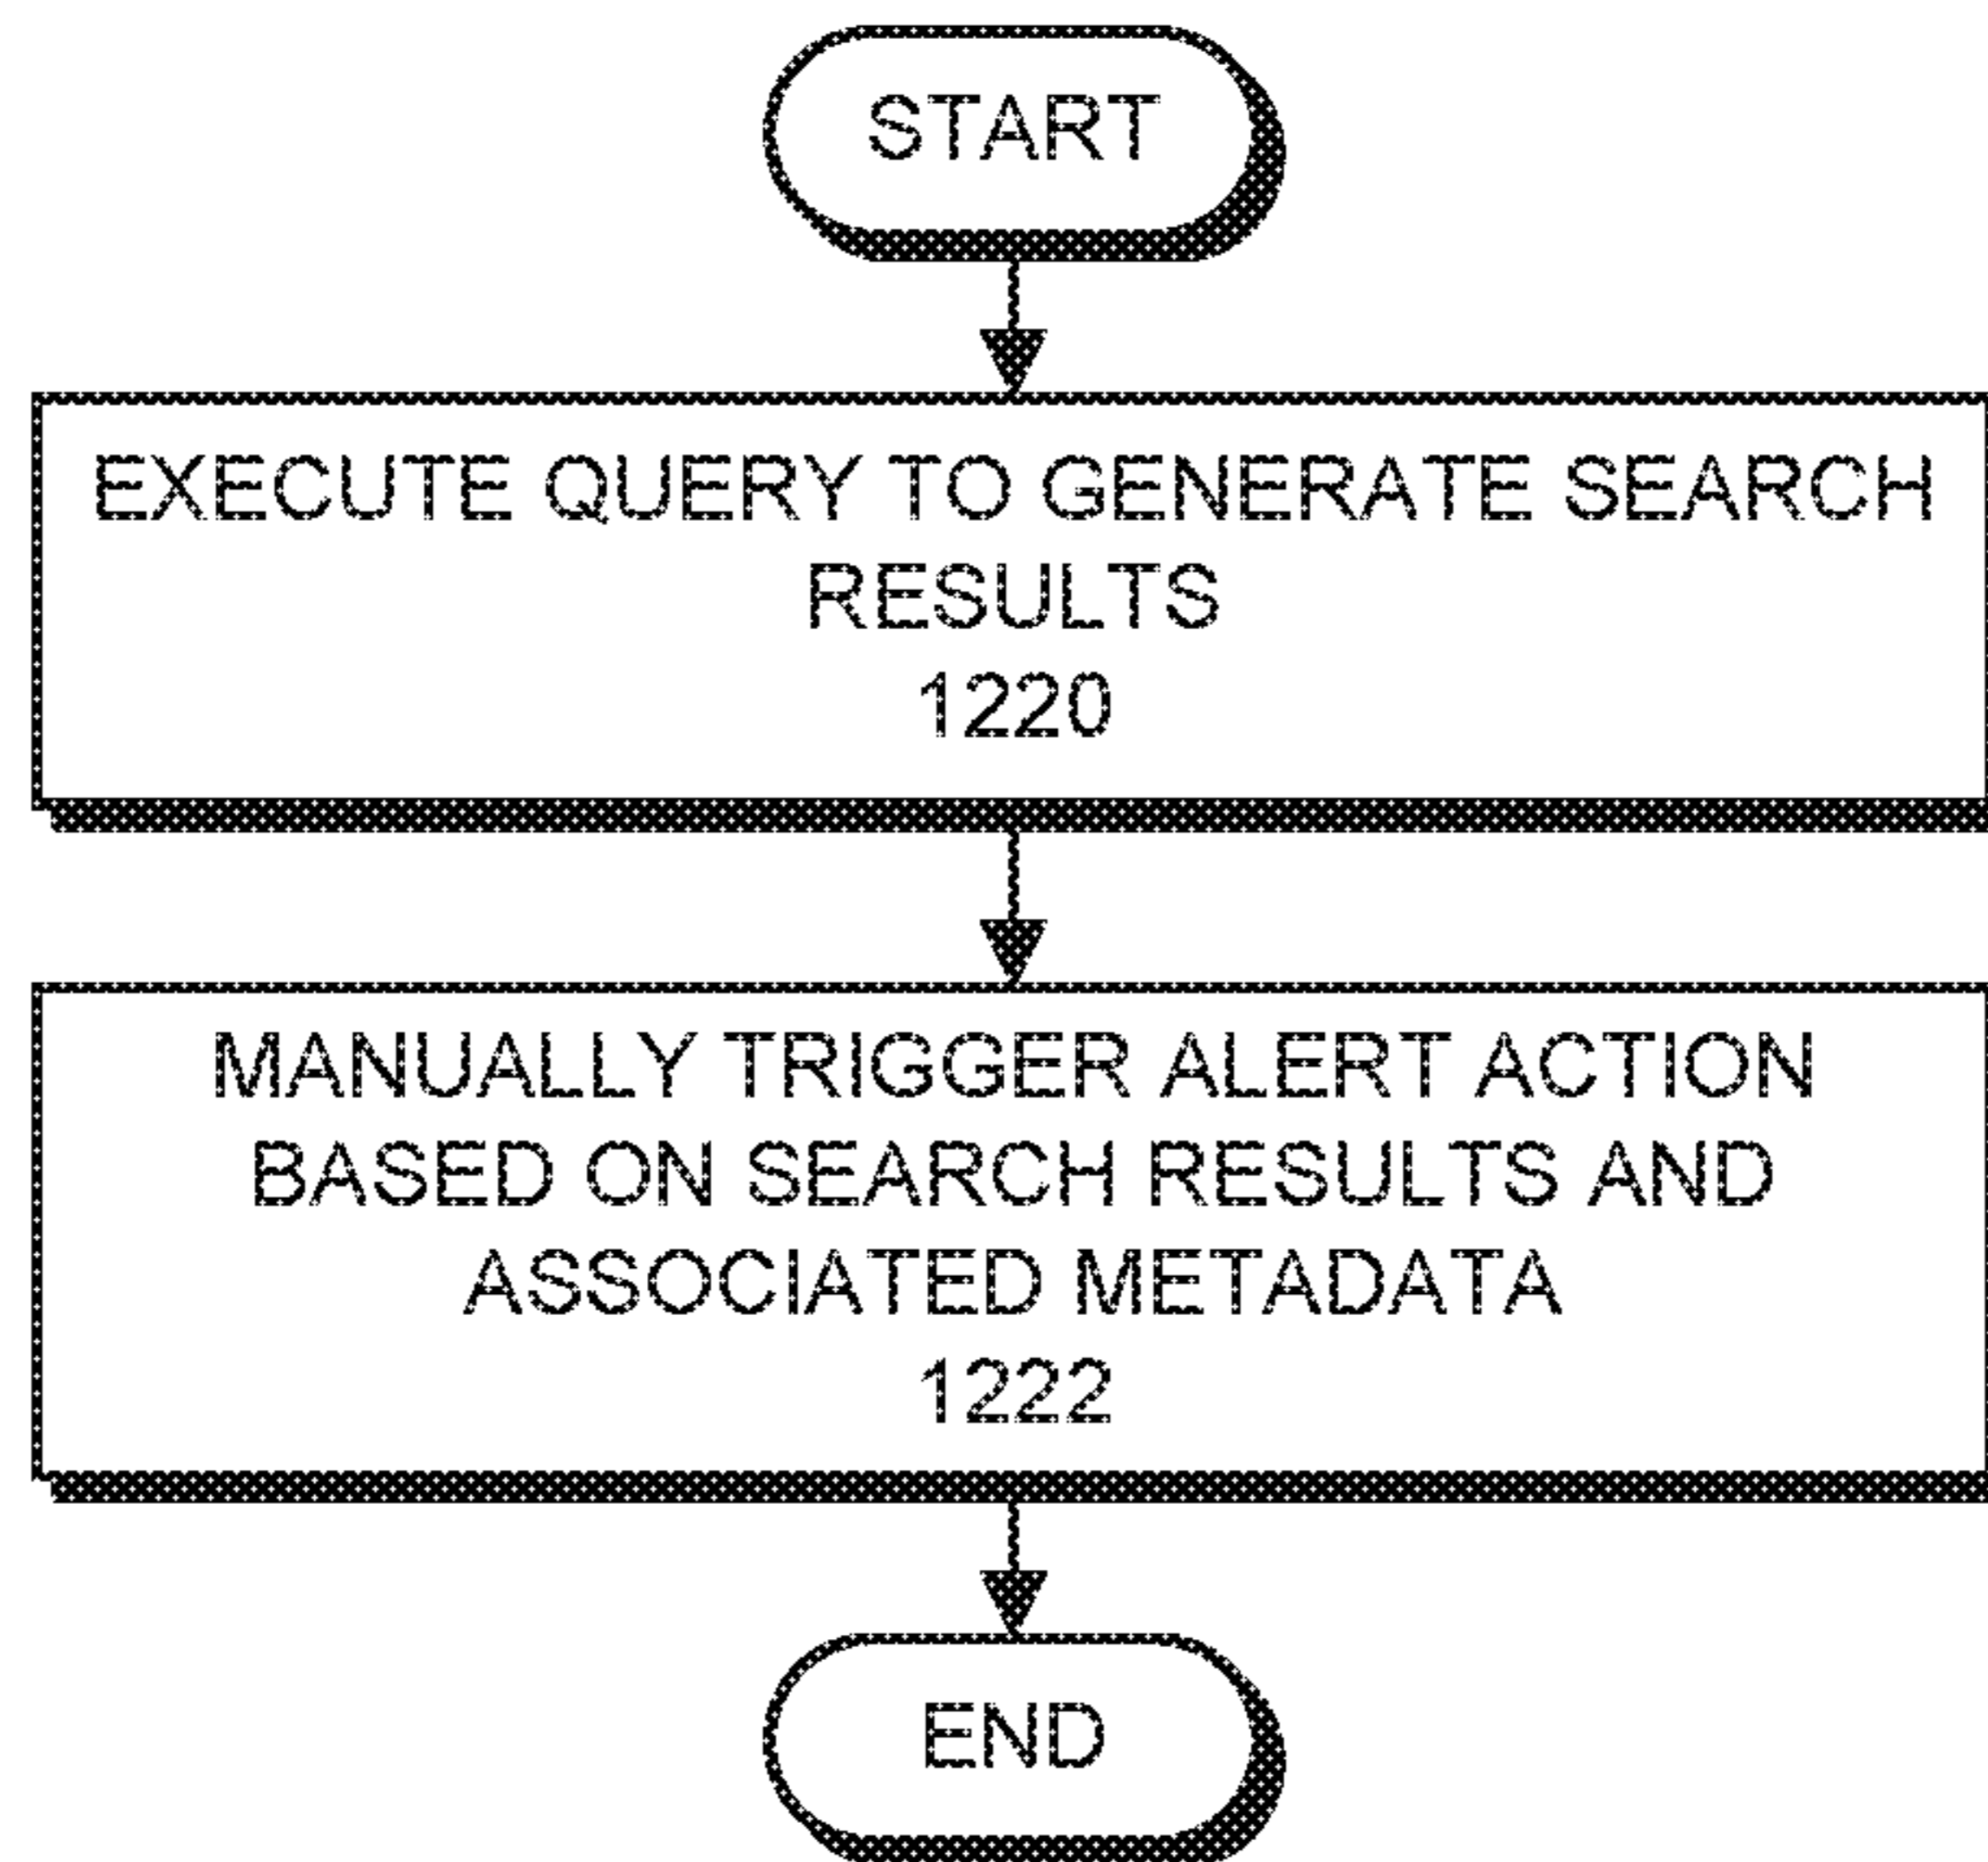 START
EXECUTE QUERY TO GENERATE SEARCH
RESULTS
1220
MANUALLY TRIGGER ALERT ACTION
BASED ON SEARCH RESULTS AND
ASSOCIATED METADATA
1222
END